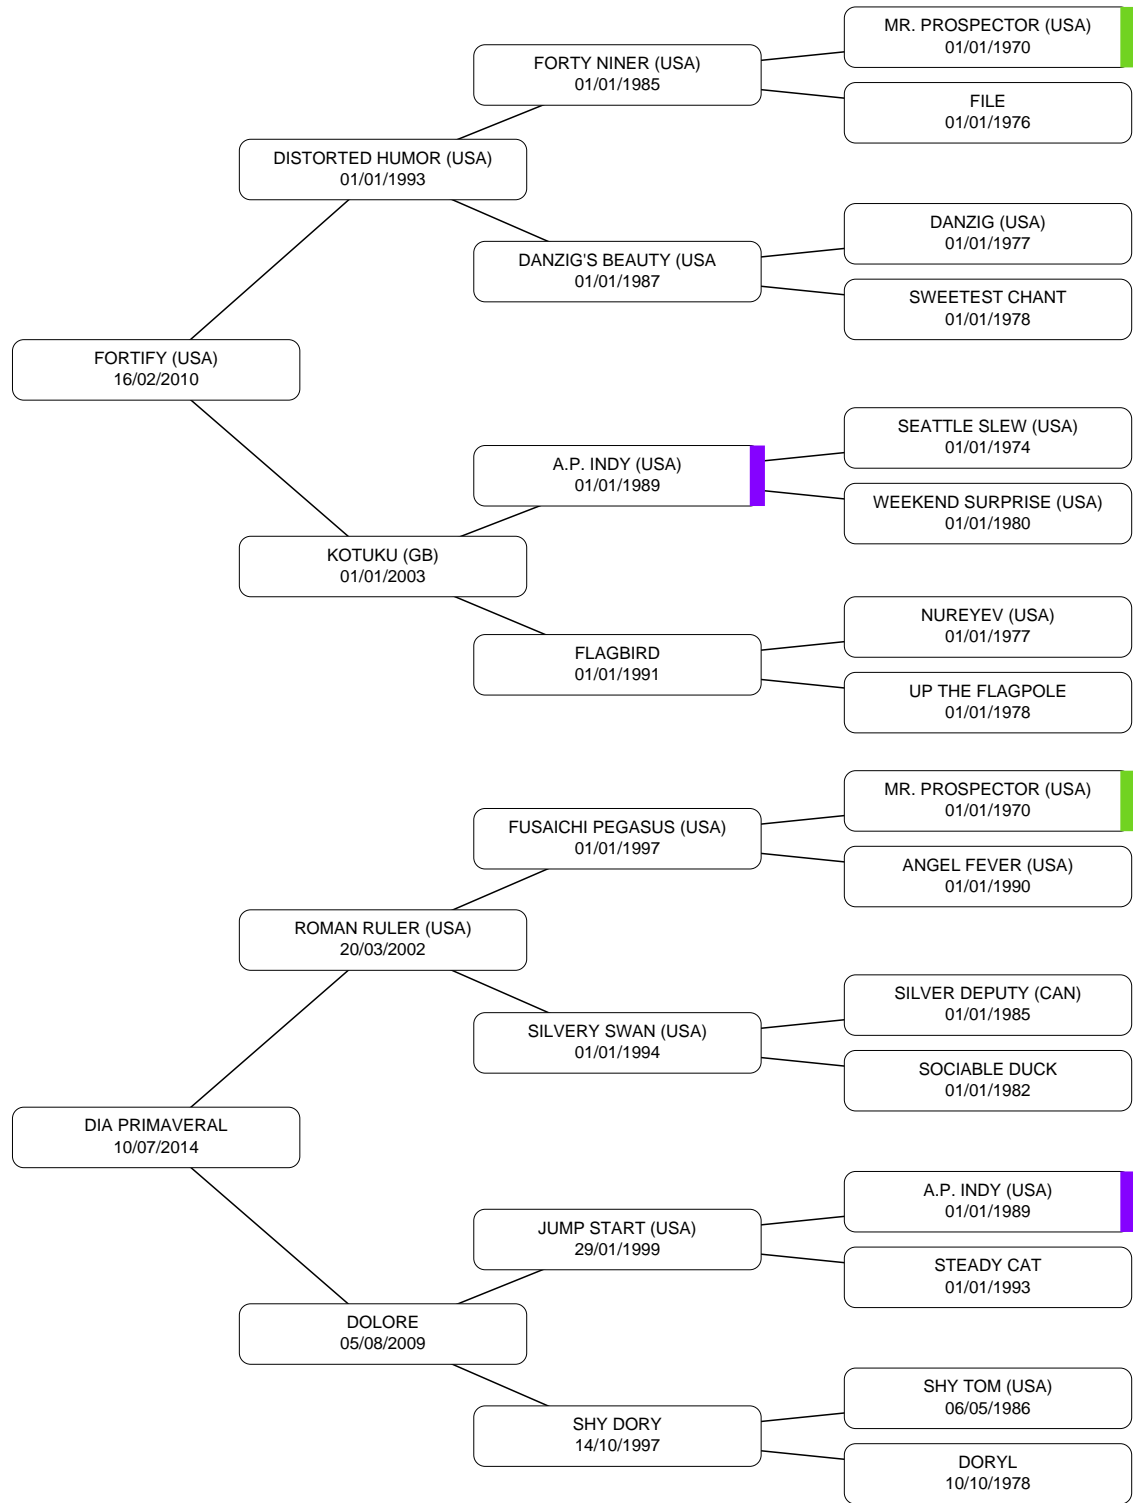 MR. PROSPECTOR (USA)
01/01/1970
FORTY NINER (USA)
01/01/1985
FILE
01/01/1976
DISTORTED HUMOR (USA)
01/01/1993
DANZIG (USA)
01/01/1977
DANZIG'S BEAUTY (USA
01/01/1987
SWEETEST CHANT
01/01/1978
FORTIFY (USA)
16/02/2010
SEATTLE SLEW (USA)
01/01/1974
A.P. INDY (USA)
01/01/1989
WEEKEND SURPRISE (USA)
01/01/1980
KOTUKU (GB)
01/01/2003
NUREYEV (USA)
01/01/1977
FLAGBIRD
01/01/1991
UP THE FLAGPOLE
01/01/1978
MR. PROSPECTOR (USA)
01/01/1970
FUSAICHI PEGASUS (USA)
01/01/1997
ANGEL FEVER (USA)
01/01/1990
ROMAN RULER (USA)
20/03/2002
SILVER DEPUTY (CAN)
01/01/1985
SILVERY SWAN (USA)
01/01/1994
SOCIABLE DUCK
01/01/1982
DIA PRIMAVERAL
10/07/2014
A.P. INDY (USA)
01/01/1989
JUMP START (USA)
29/01/1999
STEADY CAT
01/01/1993
DOLORE
05/08/2009
SHY TOM (USA)
06/05/1986
SHY DORY
14/10/1997
DORYL
10/10/1978